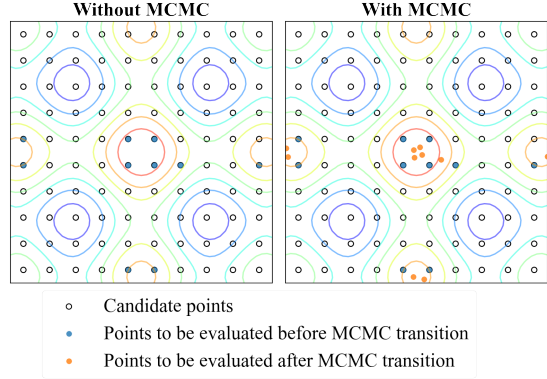 Without MCMC
With MCMC
Candidate points
Points to be evaluated before MCMC transition
Points to be evaluated after MCMC transition